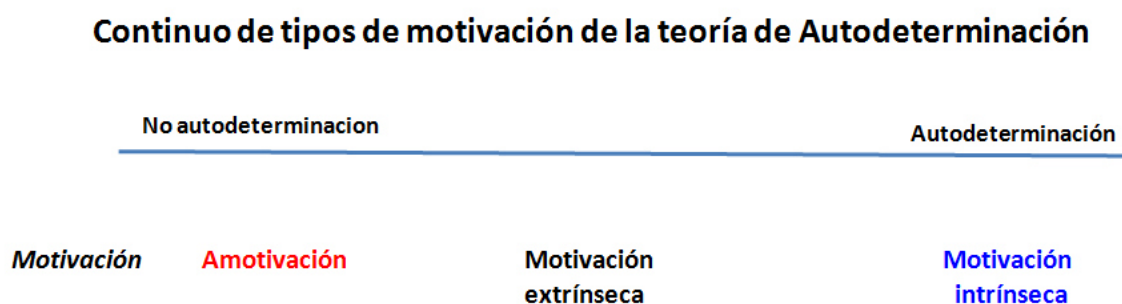 Continuo de tipos de motivación de la teoría de Autodeterminación
No autodeterminacion
Autodeterminación
Motivación
Amotivación
Motivación
extrínseca
Motivación
intrínseca